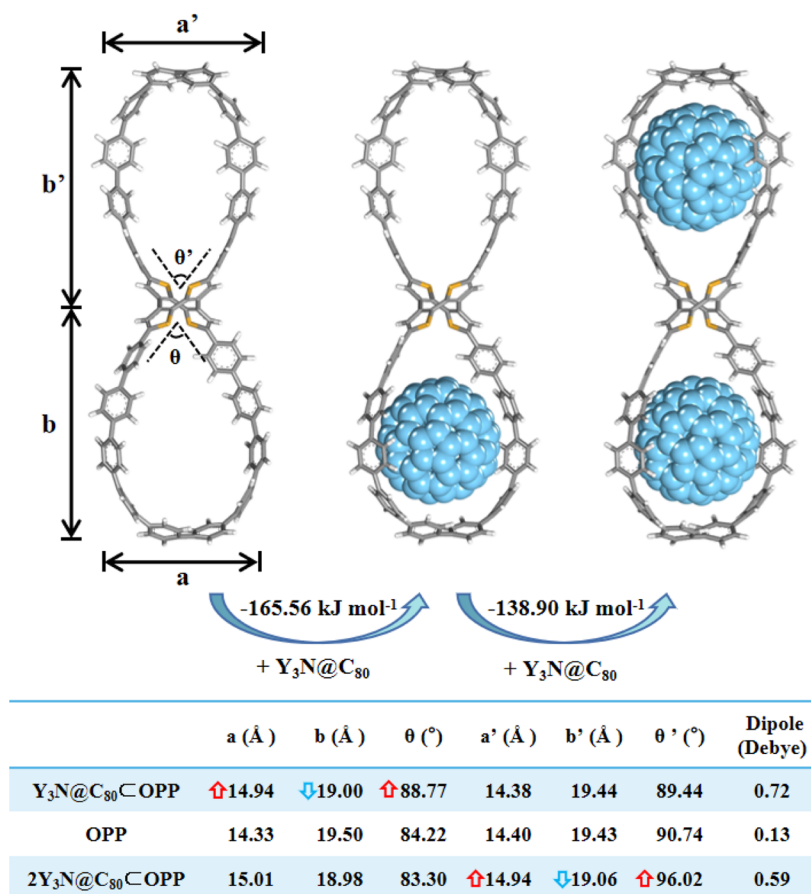 a’
b’
θ’
θ
b
a
-165.56 kJ mol-1 -138.90 kJ mol-1
+ Y3N@C80 + Y3N@C80
a (Å ) b (Å ) θ (°) a’ (Å ) b’ (Å ) θ ’ (°) Dipole (Debye)
Y3N@C80⊂OPP 14.94 19.00 88.77 14.38 19.44 89.44 0.72
OPP 14.33 19.50 84.22 14.40 19.43 90.74 0.13
2Y3N@C80⊂OPP 15.01 18.98 83.30 14.94 19.06 96.02 0.59